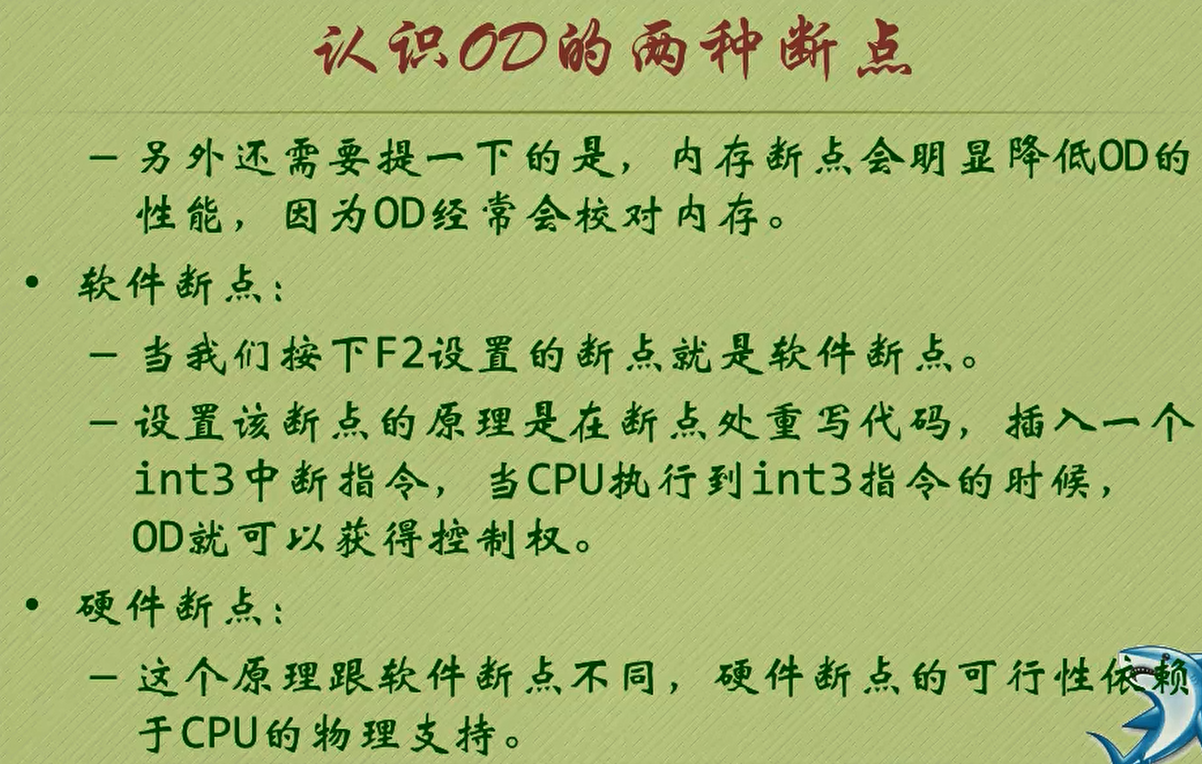 认识OD的两种断点
– 另外还需要提一下的是，内存断点会明显降低OD的
性能，因为OD经常会校对内存。
• 软件断点：
– 当我们按下F2设置的断点就是软件断点。
– 设置该断点的原理是在断点处重写代码，插入一个
int3中断指令，当CPU执行到int3指令的时候，
OD就可以获得控制权。
• 硬件断点：
– 这个原理跟软件断点不同，硬件断点的可行性依赖
于CPU的物理支持。